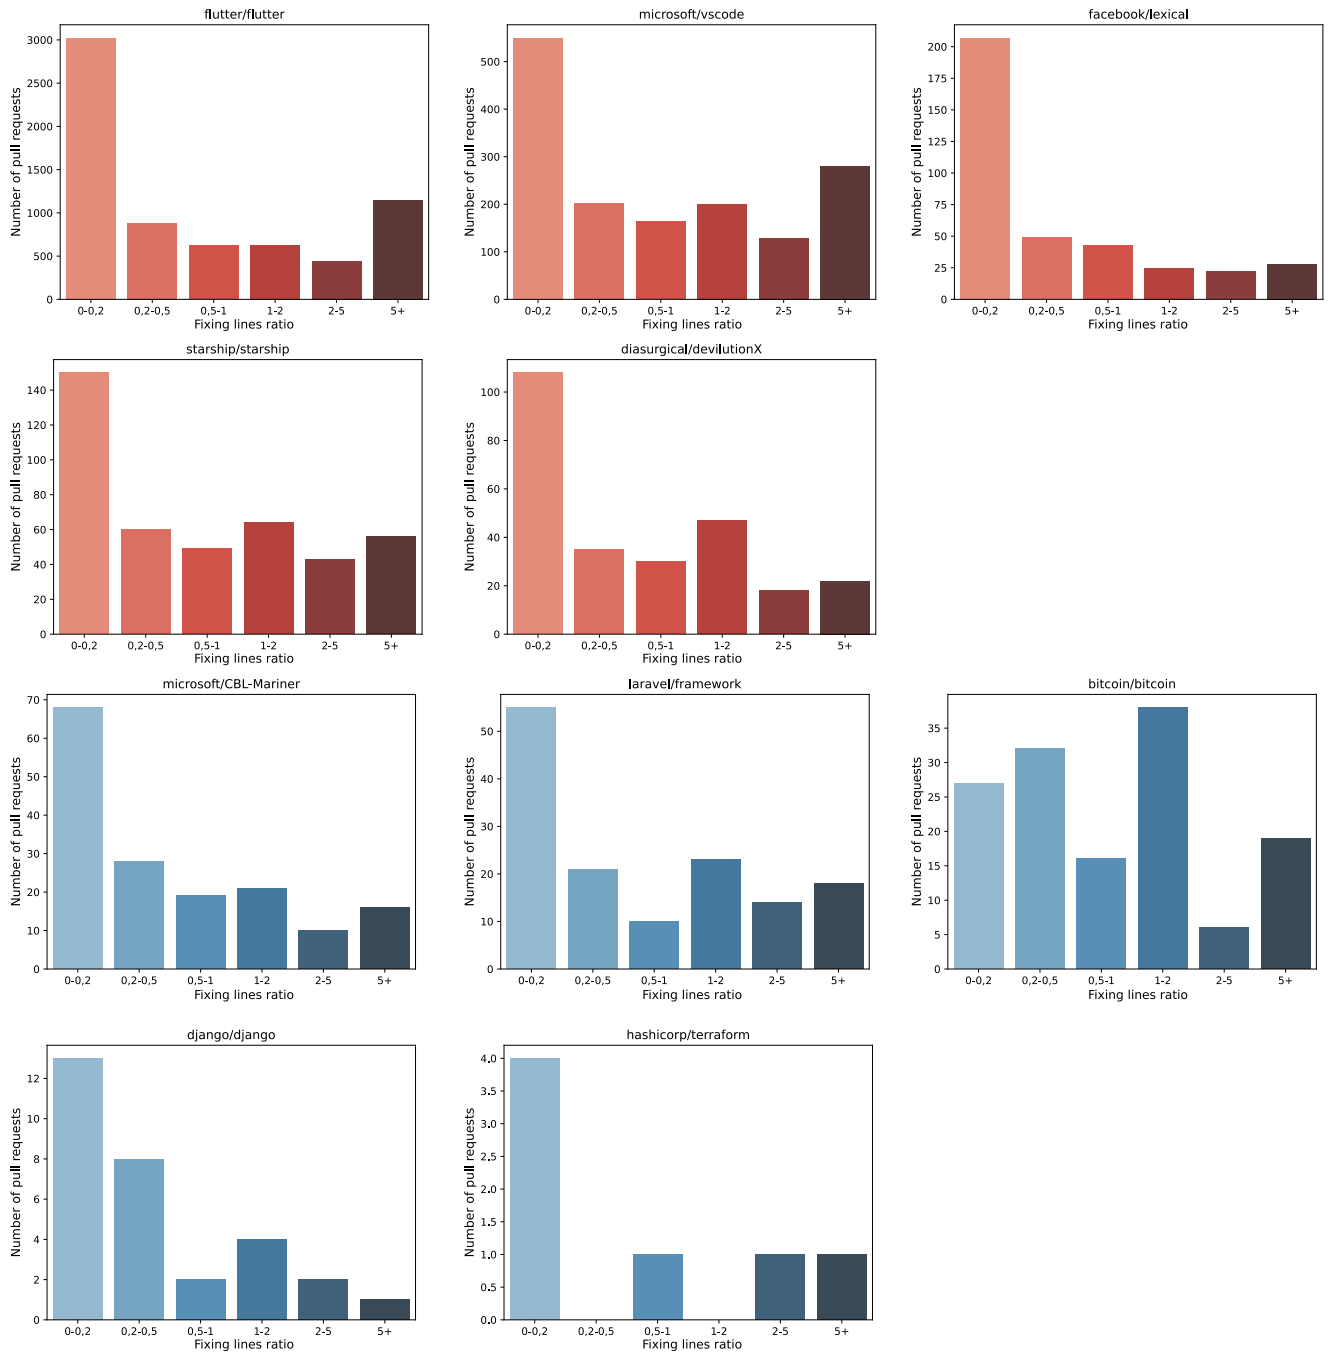 flutter/flutter
Number of pull requests
3000
2500
2000
1500
1000
500
0
0-0,2 0,2-0,5 0,5-1 1-2 2-5 5+
Fixing lines ratio
microsoft/vscode
Number of pull requests
500
400
300
200
100
0
0-0,2 0,2-0,5 0,5-1 1-2 2-5 5+
Fixing lines ratio
facebook/lexical
Number of pull requests
200
175
150
125
100
75
50
25
0
0-0,2 0,2-0,5 0,5-1 1-2 2-5 5+
Fixing lines ratio
starship/starship
Number of pull requests
140
120
100
80
60
40
20
0
0-0,2 0,2-0,5 0,5-1 1-2 2-5 5+
Fixing lines ratio
diasurgical/devilutionX
Number of pull requests
100
80
60
40
20
0
0-0,2 0,2-0,5 0,5-1 1-2 2-5 5+
Fixing lines ratio
microsoft/CBL-Mariner
Number of pull requests
70
60
50
40
30
20
10
0
0-0,2 0,2-0,5 0,5-1 1-2 2-5 5+
Fixing lines ratio
laravel/framework
Number of pull requests
50
40
30
20
10
0
0-0,2 0,2-0,5 0,5-1 1-2 2-5 5+
Fixing lines ratio
bitcoin/bitcoin
Number of pull requests
35
30
25
20
15
10
5
0
0-0,2 0,2-0,5 0,5-1 1-2 2-5 5+
Fixing lines ratio
django/django
Number of pull requests
12
10
8
6
4
2
0
0-0,2 0,2-0,5 0,5-1 1-2 2-5 5+
Fixing lines ratio
hashicorp/terraform
Number of pull requests
4.0
3.5
3.0
2.5
2.0
1.5
1.0
0.5
0.0
0-0,2 0,2-0,5 0,5-1 1-2 2-5 5+
Fixing lines ratio